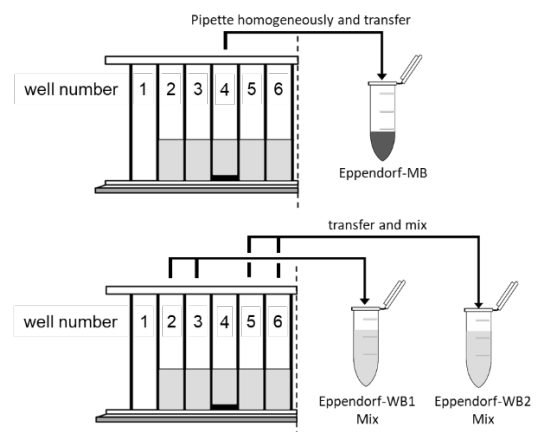 Pipette homogeneously and transfer
well number 1 2 3 4 5 6
Eppendorf-MB
transfer and mix
well number 1 2 3 4 5 6
Eppendorf-WB1 Eppendorf-WB2
Mix Mix